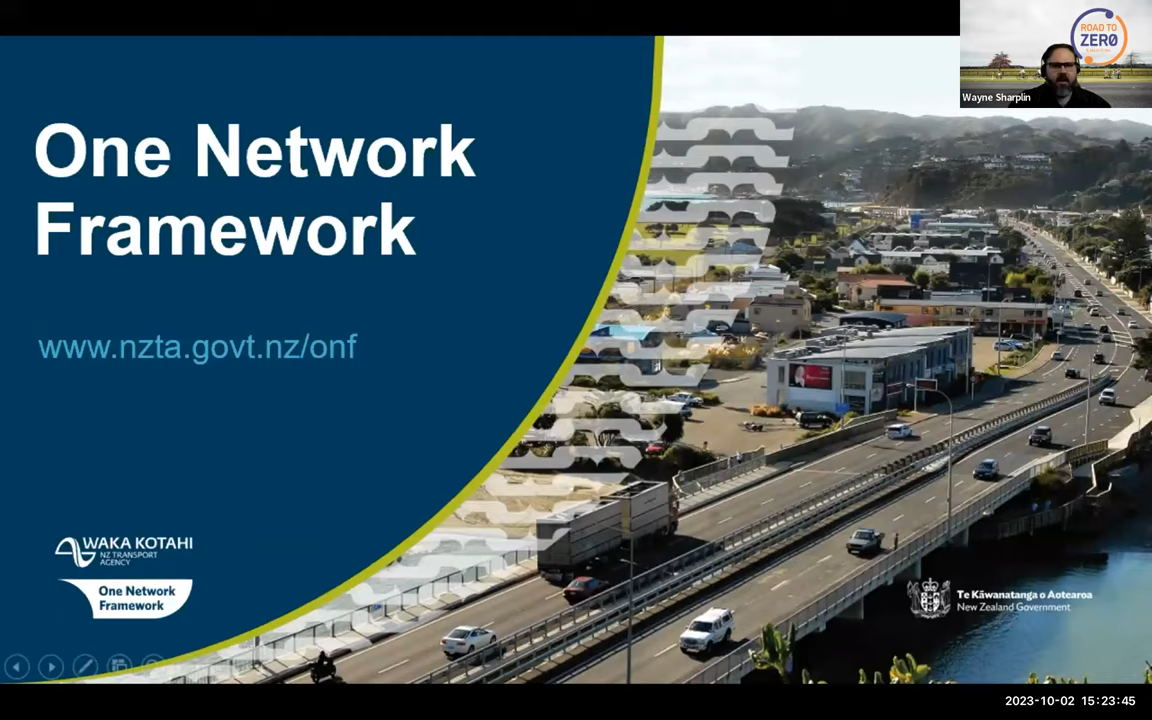 One Network
Framework
www.nzta.govt.nz/onf
WAKA KOTAHI
NZ TRANSPORT
AGENCY
One Network
Framework
Te Kāwanatanga o Aotearoa
New Zealand Government
ROAD TO
ZERO
Wayne Sharplin
2023-10-02 15:23:45